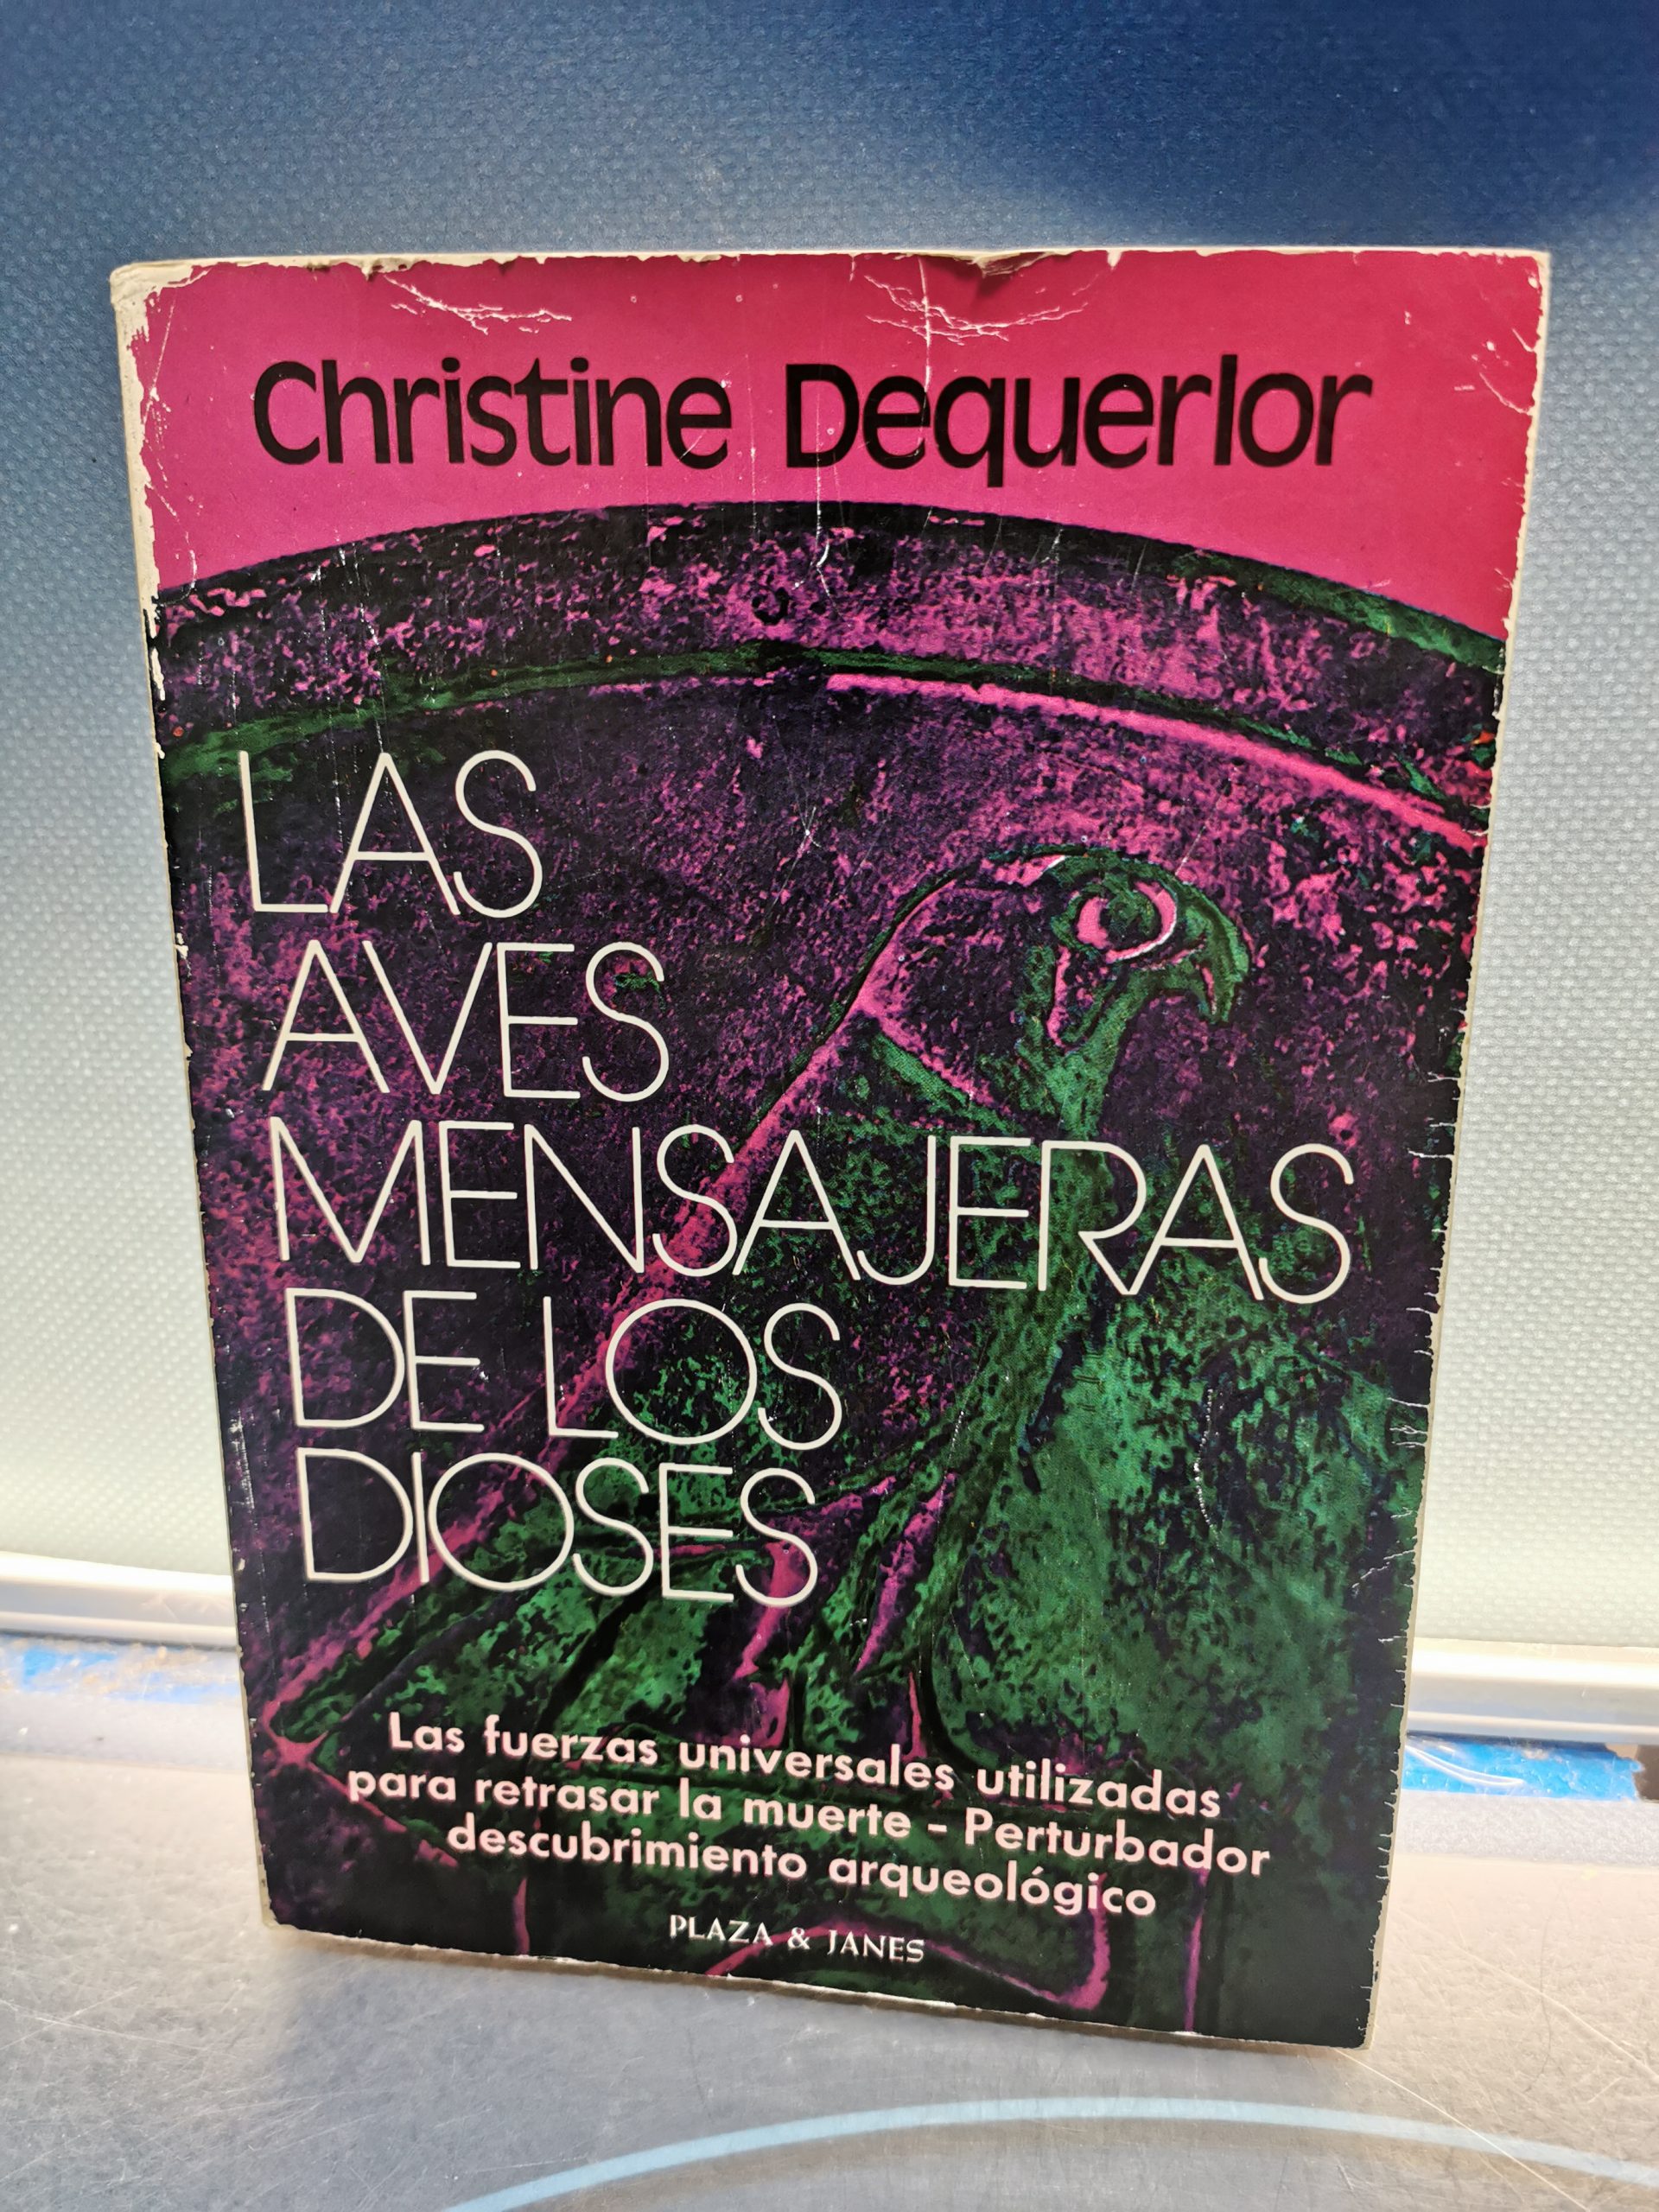 Christine Dequerlor
LAS
AVES
MENSAJERAS
DE LOS
DIOSES
Las fuerzas universales utilizadas
para retrasar la muerte - Perturbador
descubrimiento arqueológico
PLAZA & JANES